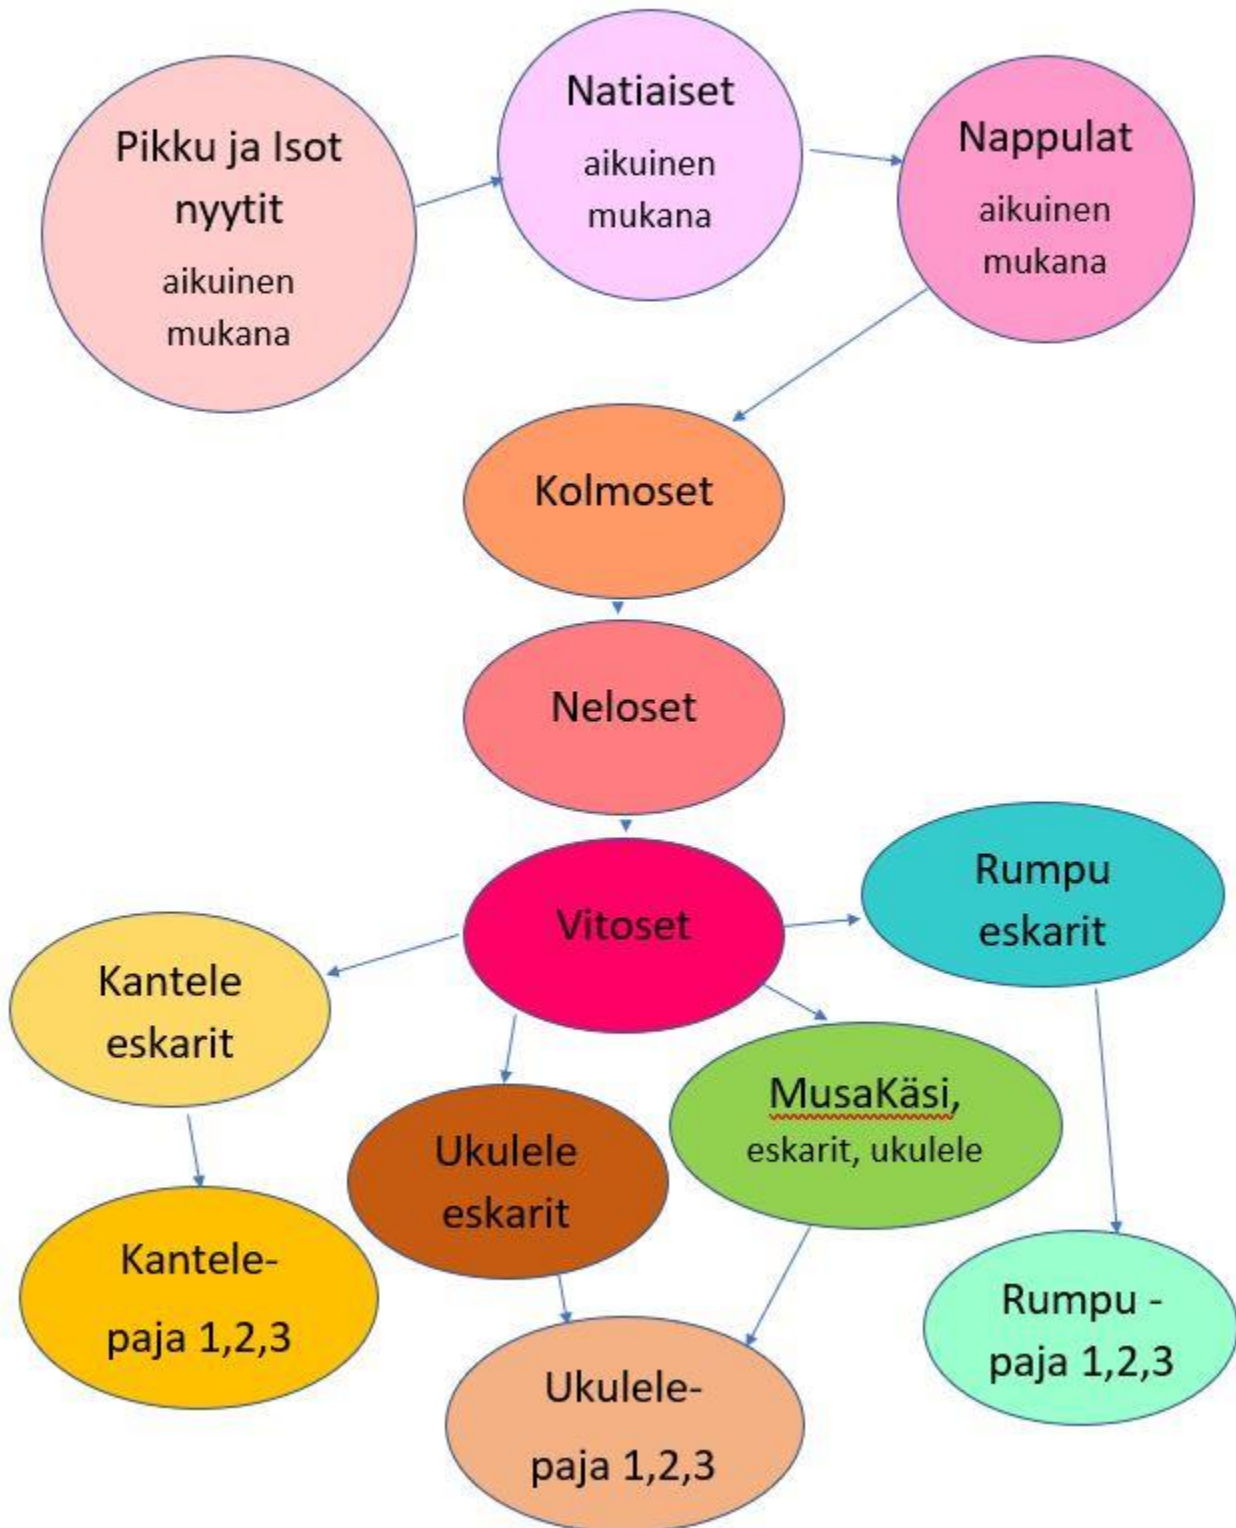 Pikku ja Isot
nyytit
aikuinen
mukana
Natiaiset
aikuinen
mukana
Nappulat
aikuinen
mukana
Kolmoset
Neloset
Vitoset
Rumpu
eskarit
Kantele
eskarit
Ukulele
eskarit
MusaKäsi,
eskarit, ukulele
Kantele-
paja 1,2,3
Ukulele-
paja 1,2,3
Rumpu -
paja 1,2,3